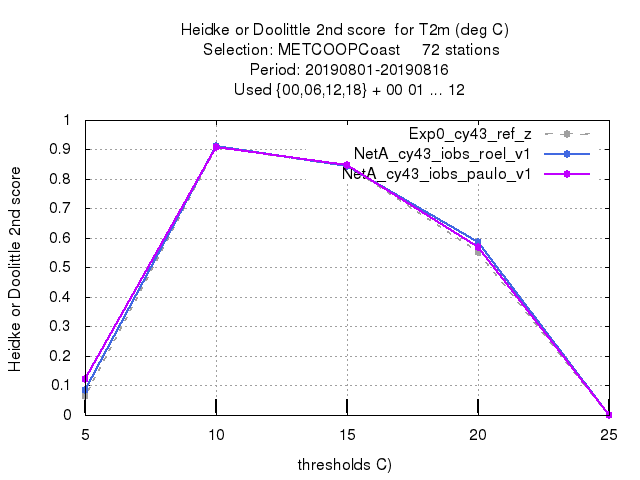 Heidke or Doolittle 2nd score  for T2m (deg C)
Selection: METCOOPCoast     72 stations
Period: 20190801-20190816
Used {00,06,12,18} + 00 01 ... 12
Heidke or Doolittle 2nd score
1
0.9
0.8
0.7
0.6
0.5
0.4
0.3
0.2
0.1
0
Exp0_cy43_ref_z
NetA_cy43_iobs_roel_v1
NetA_cy43_iobs_paulo_v1
5 10 15 20 25
thresholds C)